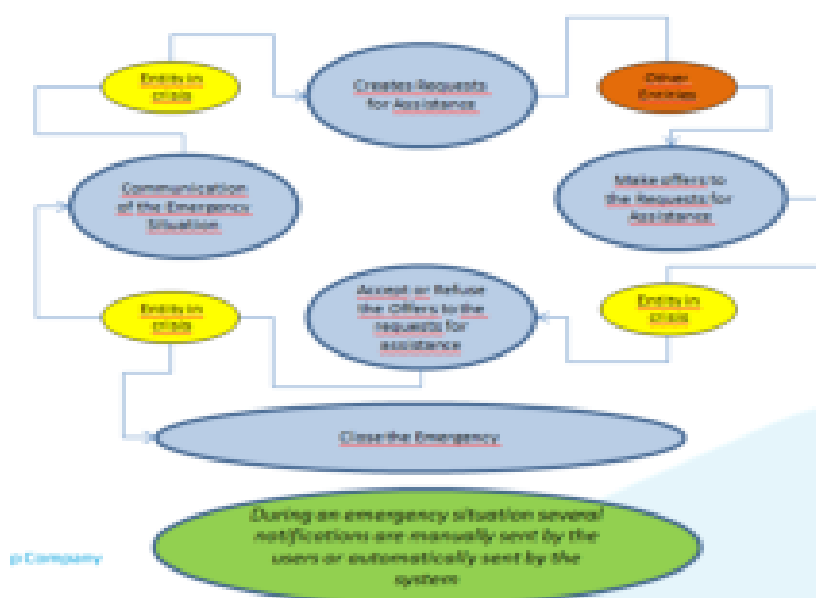 Entity in
crisis
Creates Requests
for Assistance
Other
Entities
Communication
of the Emergency
Situation
Make offers to
the Requests for
Assistance
Entity in
crisis
Accept or Refuse
the Offers to the
requests for
assistance
Entity in
crisis
Close the Emergency
During an emergency situation several
notifications are manually sent by the
users or automatically sent by the
system
p Company